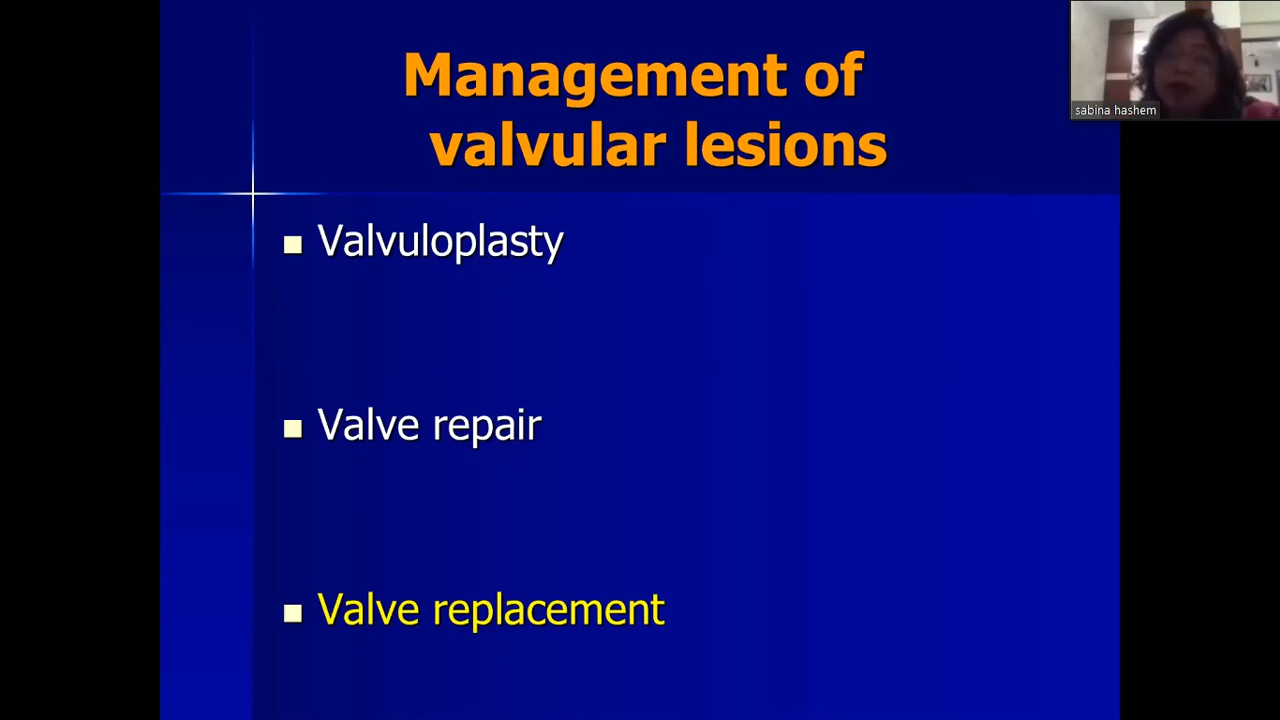 Management of
valvular lesions
sabina hashem
Valvuloplasty
Valve repair
Valve replacement